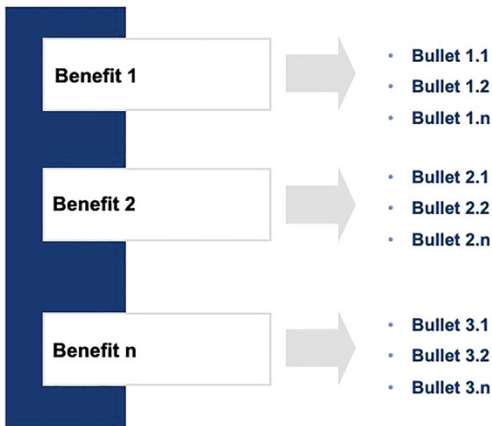 Benefit 1
Bullet 1.1
Bullet 1.2
Bullet 1.n
Benefit 2
Bullet 2.1
Bullet 2.2
Bullet 2.n
Benefit n
Bullet 3.1
Bullet 3.2
Bullet 3.n